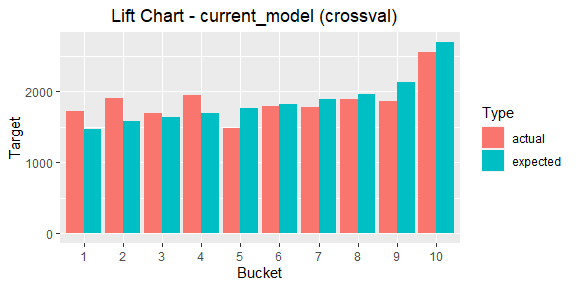 Lift Chart - current_model (crossval)
Target
2000
1000
0
1 2 3 4 5 6 7 8 9 10
Bucket
Type
actual
expected